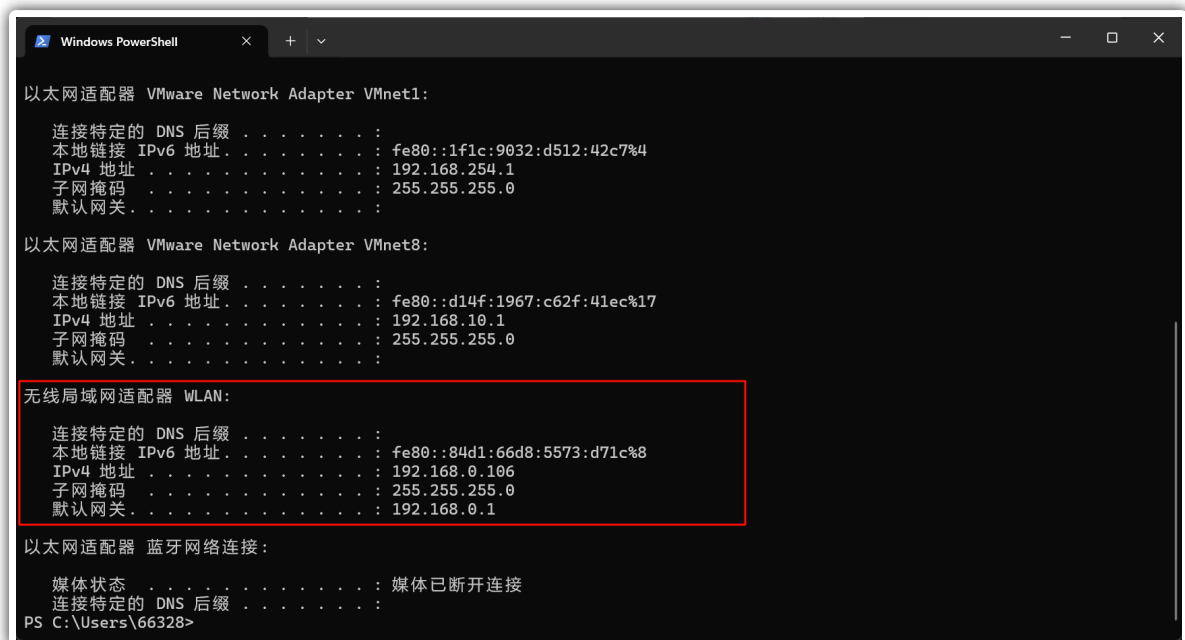 Windows PowerShell
以太网适配器 VMware Network Adapter VMnet1:
连接特定的 DNS 后缀 . . . . . . . :
本地链接 IPv6 地址. . . . . . . . : fe80::1f1c:9032:d512:42c7%4
IPv4 地址 . . . . . . . . . . . . : 192.168.254.1
子网掩码  . . . . . . . . . . . . : 255.255.255.0
默认网关. . . . . . . . . . . . . :
以太网适配器 VMware Network Adapter VMnet8:
连接特定的 DNS 后缀 . . . . . . . :
本地链接 IPv6 地址. . . . . . . . : fe80::d14f:1967:c62f:41ec%17
IPv4 地址 . . . . . . . . . . . . : 192.168.10.1
子网掩码  . . . . . . . . . . . . : 255.255.255.0
默认网关. . . . . . . . . . . . . :
无线局域网适配器 WLAN:
连接特定的 DNS 后缀 . . . . . . . :
本地链接 IPv6 地址. . . . . . . . : fe80::84d1:66d8:5573:d71c%8
IPv4 地址 . . . . . . . . . . . . : 192.168.0.106
子网掩码  . . . . . . . . . . . . : 255.255.255.0
默认网关. . . . . . . . . . . . . : 192.168.0.1
以太网适配器 蓝牙网络连接:
媒体状态  . . . . . . . . . . . . : 媒体已断开连接
连接特定的 DNS 后缀 . . . . . . . :
PS C:\Users\66328>